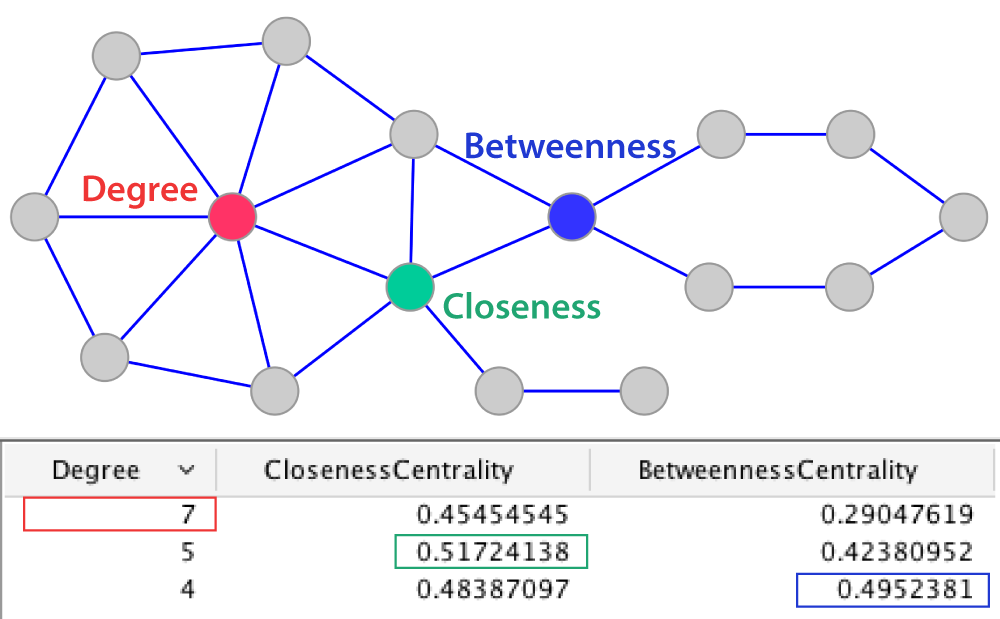 Betweenness
Degree
Closeness
Degree ClosenessCentrality BetweennessCentrality
7 0.45454545 0.29047619
5 0.51724138 0.42380952
4 0.48387097 0.4952381